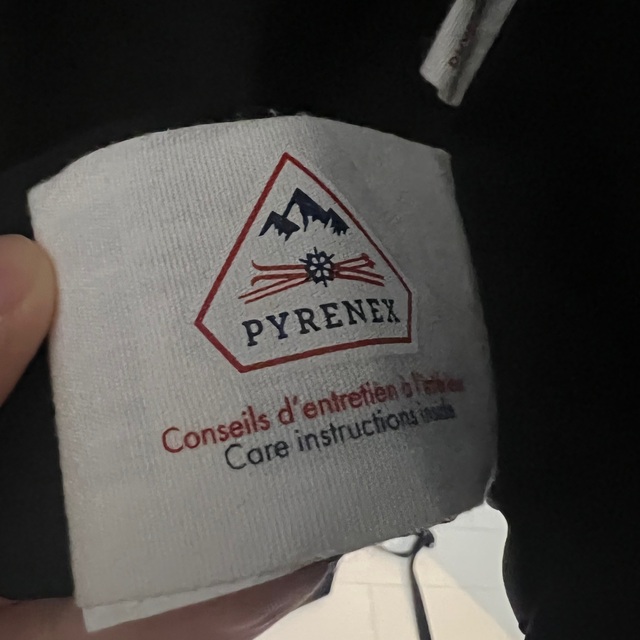 PYRENEX
Conseils d'entretien à l'intérieur
Care instructions inside